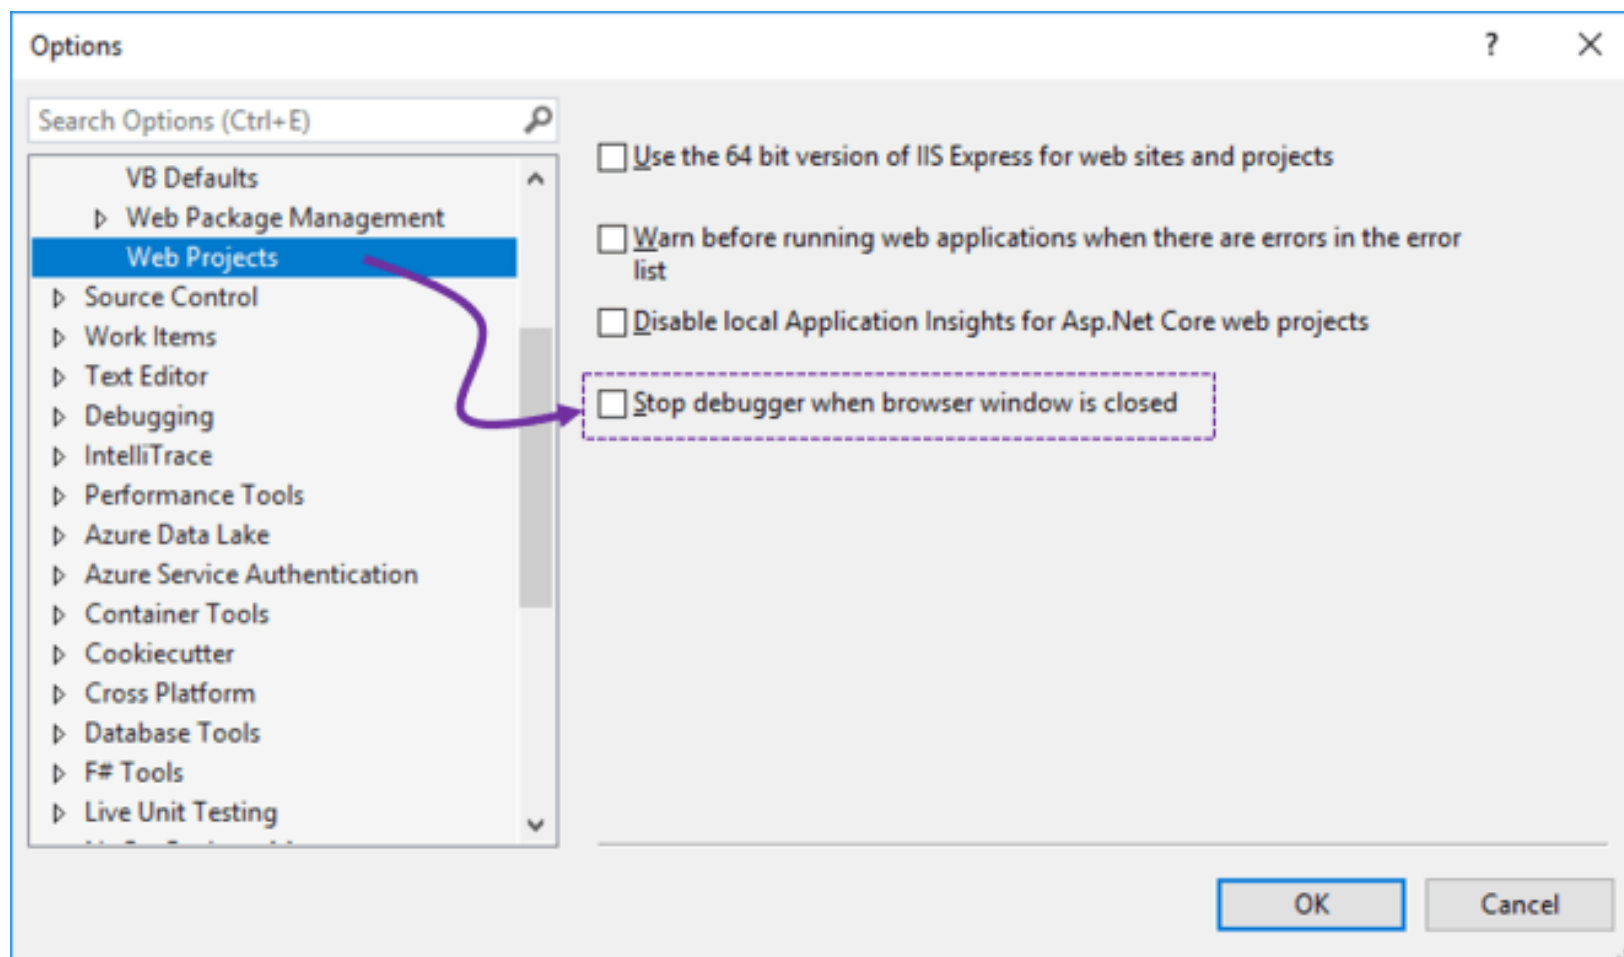 Options
?
Search Options (Ctrl+E)
VB Defaults
Web Package Management
Web Projects
Source Control
Work Items
Text Editor
Debugging
IntelliTrace
Performance Tools
Azure Data Lake
Azure Service Authentication
Container Tools
Cookiecutter
Cross Platform
Database Tools
F# Tools
Live Unit Testing
Use the 64 bit version of IIS Express for web sites and projects
Warn before running web applications when there are errors in the error
list
Disable local Application Insights for Asp.Net Core web projects
Stop debugger when browser window is closed
OK
Cancel